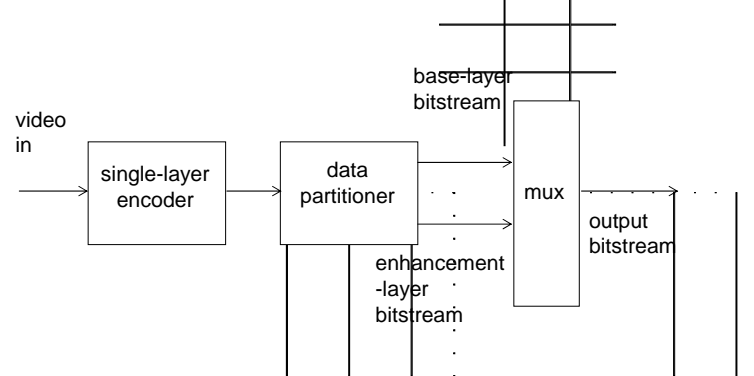 video
in
single-layer
encoder
data
partitioner
base-layer
bitstream
enhancement
-layer
bitstream
mux
output
bitstream